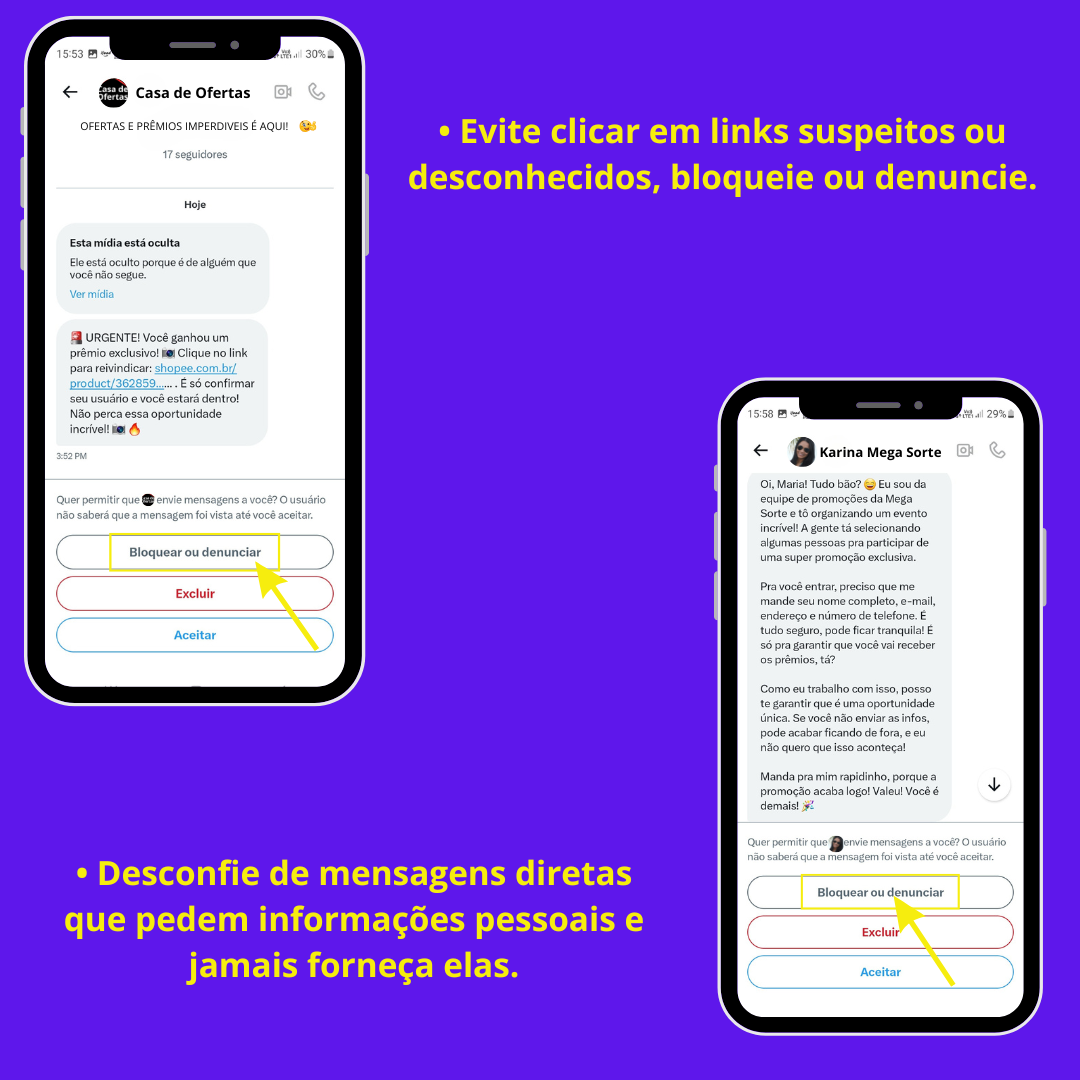 15:53
30%
Casa de Ofertas
Casa de Ofertas
OFERTAS E PRÊMIOS IMPERDIVEIS É AQUI!
17 seguidores
Hoje
Esta mídia está oculta
Ele está oculto porque é de alguém que
você não segue.
Ver mídia
URGENTE! Você ganhou um
prêmio exclusivo! Clique no link
para reivindicar: shopee.com.br/
product/362859...... . É só confirmar
seu usuário e você estará dentro!
Não perca essa oportunidade
incrível!
3:52 PM
Quer permitir que envie mensagens a você? O usuário
não saberá que a mensagem foi vista até você aceitar.
Bloquear ou denunciar
Excluir
Aceitar
• Evite clicar em links suspeitos ou
desconhecidos, bloqueie ou denuncie.
15:58
29%
Karina Mega Sorte
Oi, Maria! Tudo bão? Eu sou da
equipe de promoções da Mega
Sorte e tô organizando um evento
incrível! A gente tá selecionando
algumas pessoas pra participar de
uma super promoção exclusiva.
Pra você entrar, preciso que me
mande seu nome completo, e-mail,
endereço e número de telefone. É
tudo seguro, pode ficar tranquila! É
só pra garantir que você vai receber
os prêmios, tá?
Como eu trabalho com isso, posso
te garantir que é uma oportunidade
única. Se você não enviar as infos,
pode acabar ficando de fora, e eu
não quero que isso aconteça!
Manda pra mim rapidinho, porque a
promoção acaba logo! Valeu! Você é
demais!
Quer permitir que envie mensagens a você? O usuário
não saberá que a mensagem foi vista até você aceitar.
Bloquear ou denunciar
Excluir
Aceitar
• Desconfie de mensagens diretas
que pedem informações pessoais e
jamais forneça elas.